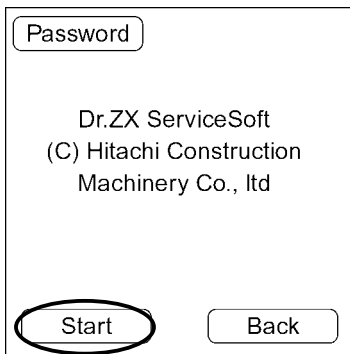 Password
Dr.ZX ServiceSoft
(C) Hitachi Construction
Machinery Co., ltd
Start
Back